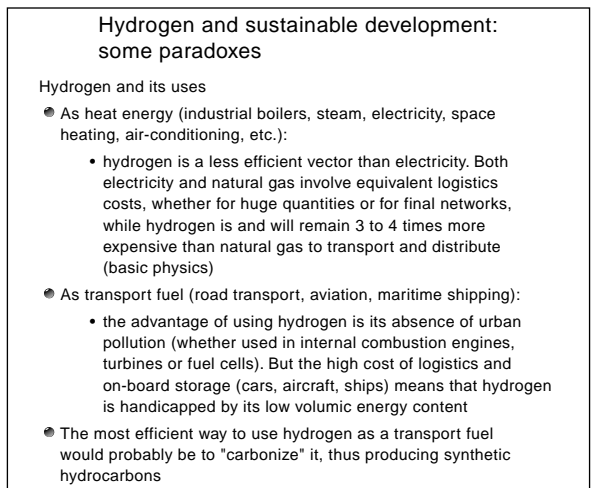 Hydrogen and sustainable development:
some paradoxes
Hydrogen and its uses
As heat energy (industrial boilers, steam, electricity, space
heating, air-conditioning, etc.):
• hydrogen is a less efficient vector than electricity. Both
electricity and natural gas involve equivalent logistics
costs, whether for huge quantities or for final networks,
while hydrogen is and will remain 3 to 4 times more
expensive than natural gas to transport and distribute
(basic physics)
As transport fuel (road transport, aviation, maritime shipping):
• the advantage of using hydrogen is its absence of urban
pollution (whether used in internal combustion engines,
turbines or fuel cells). But the high cost of logistics and
on-board storage (cars, aircraft, ships) means that hydrogen
is handicapped by its low volumic energy content
The most efficient way to use hydrogen as a transport fuel
would probably be to "carbonize" it, thus producing synthetic
hydrocarbons